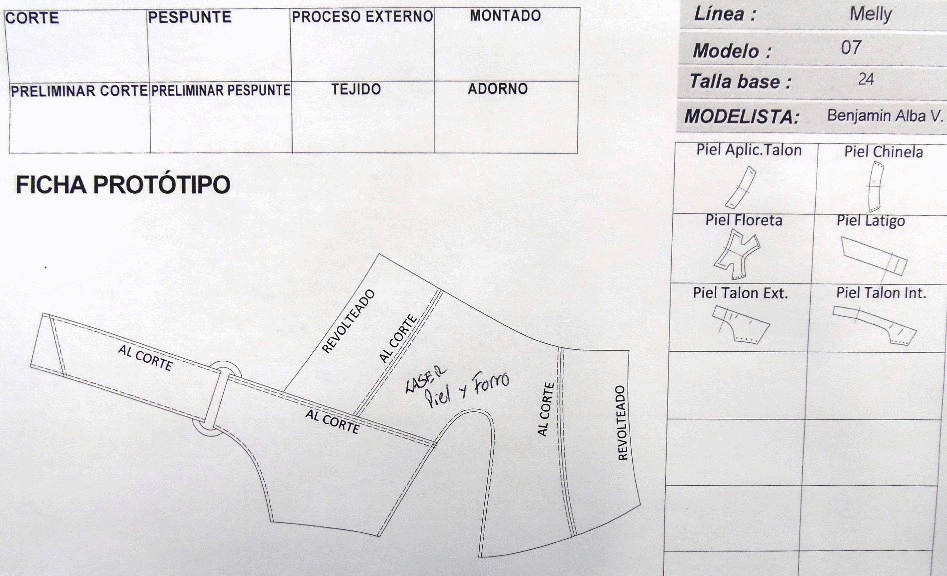 CORTE PESPUNTE PROCESO EXTERNO MONTADO
PRELIMINAR CORTE PRELIMINAR PESPUNTE TEJIDO ADORNO
FICHA PROTÓTIPO
Línea : Melly
Modelo : 07
Talla base : 24
MODELISTA: Benjamin Alba V.
Piel Aplic.Talon Piel Chinela
Piel Floreta Piel Latigo
Piel Talon Ext. Piel Talon Int.
REVOLTEADO
AL CORTE
AL CORTE
LASER
Piel y Forro
AL CORTE
AL CORTE
REVOLTEADO